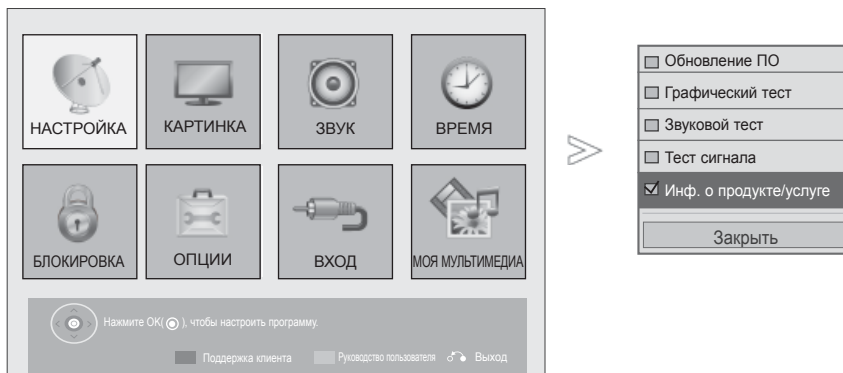 НАСТРОЙКА
КАРТИНКА
ЗВУК
ВРЕМЯ
БЛОКИРОВКА
ОПЦИИ
ВХОД
МОЯ МУЛЬТИМЕДИА
Нажмите OK( ), чтобы настроить программу.
Поддержка клиента
Руководство пользователя
Выход
Обновление ПО
Графический тест
Звуковой тест
Тест сигнала
Инф. о продукте/услуге
Закрыть